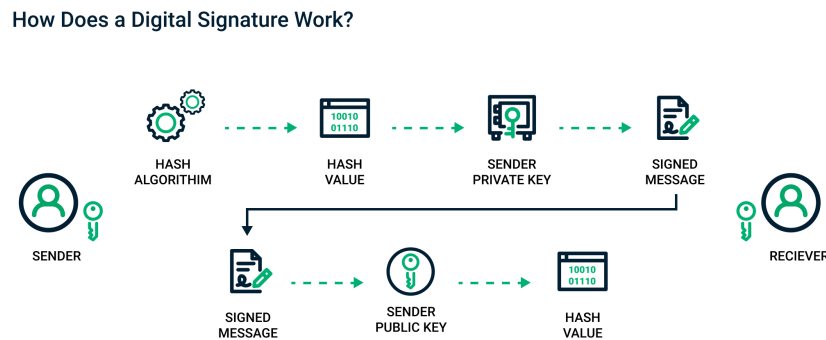 How Does a Digital Signature Work?
10010
01110
HASH
ALGORITHIM
HASH
VALUE
SENDER
PRIVATE KEY
SIGNED
MESSAGE
SENDER
RECIEVER
10010
01110
SIGNED
MESSAGE
SENDER
PUBLIC KEY
HASH
VALUE